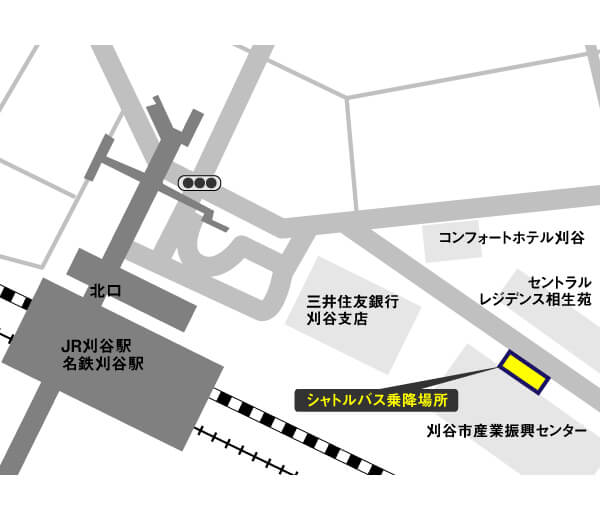 コンフォートホテル刈谷
セントラル
レジデンス相生苑
北口
三井住友銀行
刈谷支店
JR刈谷駅
名鉄刈谷駅
シャトルバス乗降場所
刈谷市産業振興センター